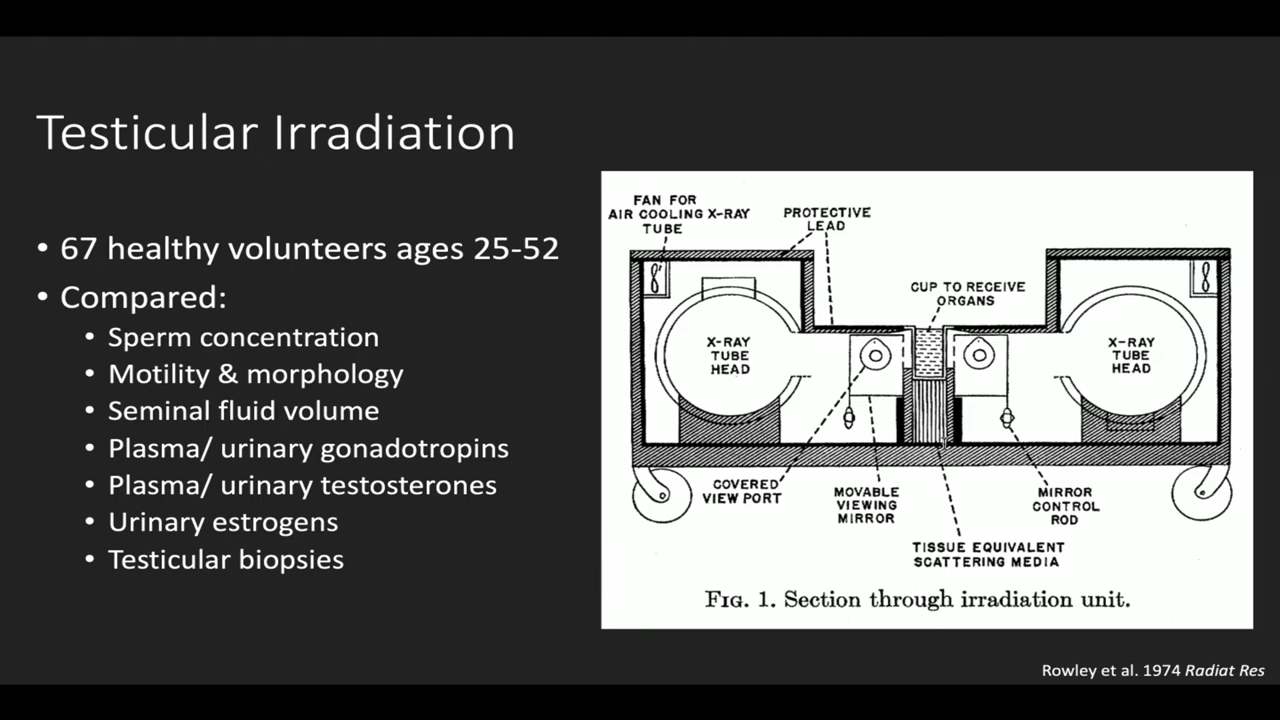 Testicular Irradiation
• 67 healthy volunteers ages 25-52
• Compared:
• Sperm concentration
• Motility & morphology
• Seminal fluid volume
• Plasma/ urinary gonadotropins
• Plasma/ urinary testosterones
• Urinary estrogens
• Testicular biopsies
FAN FOR
AIR COOLING X-RAY
TUBE
PROTECTIVE
LEAD
CUP TO RECEIVE
ORGANS
X-RAY
TUBE
HEAD
X-RAY
TUBE
HEAD
COVERED
VIEW PORT
MOVABLE
VIEWING
MIRROR
MIRROR
CONTROL
ROD
TISSUE EQUIVALENT
SCATTERING MEDIA
FIG. 1. Section through irradiation unit.
Rowley et al. 1974 Radiat Res